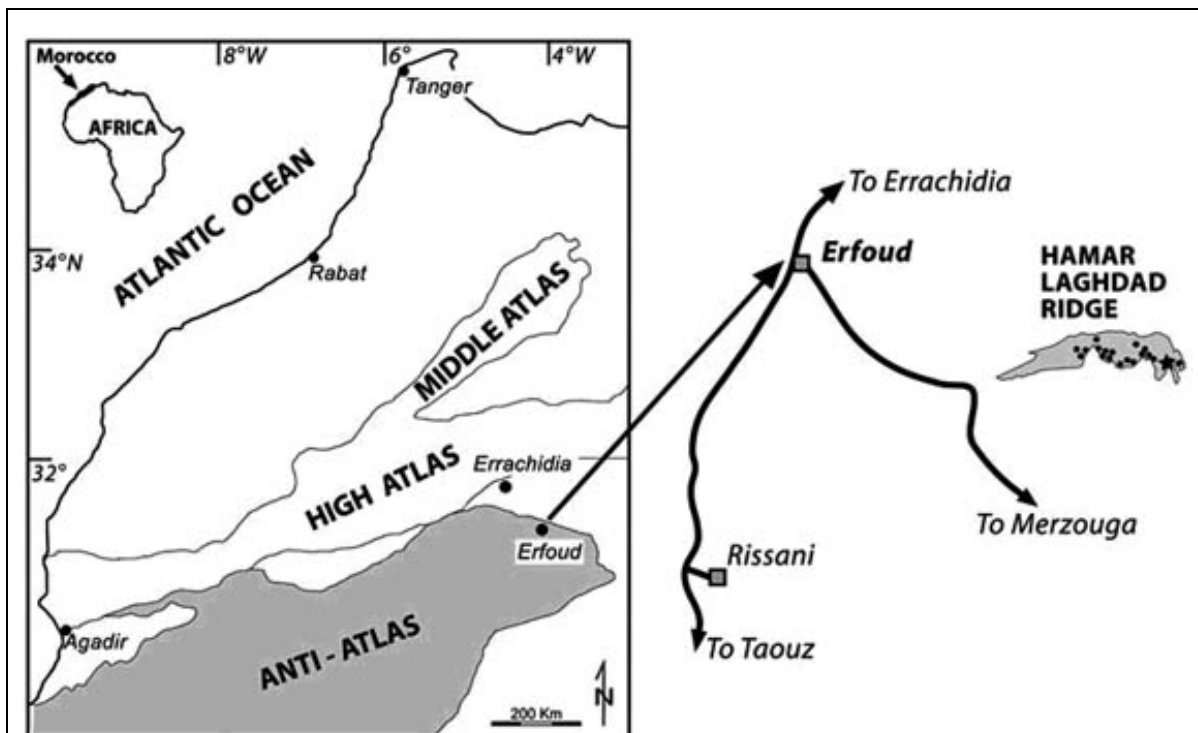 8°W
6°
4°W
Morocco
AFRICA
Tanger
ATLANTIC OCEAN
34°N
Rabat
MIDDLE ATLAS
32°
HIGH ATLAS
Errachidia
Erfoud
Agadir
ANTI - ATLAS
200 Km
N
To Errachidia
Erfoud
HAMAR
LAGHDAD
RIDGE
To Merzouga
Rissani
To Taouz